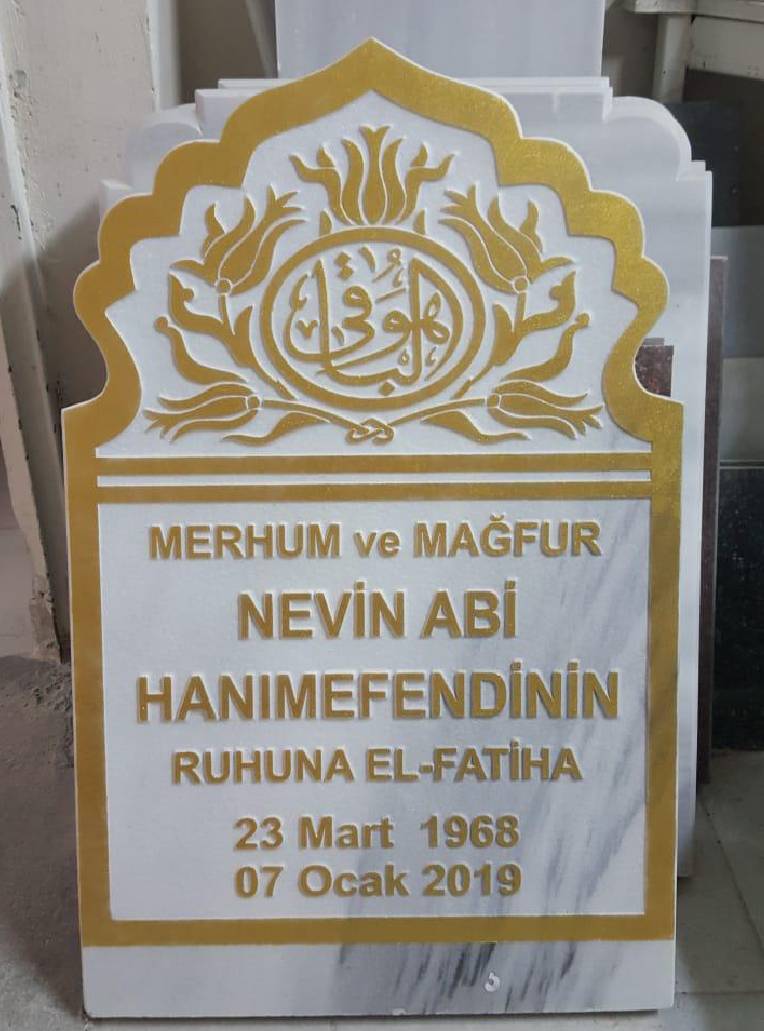 هو الباقي
MERHUM ve MAĞFUR
NEVİN ABİ
HANIMEFENDİNİN
RUHUNA EL-FATİHA
23 Mart 1968
07 Ocak 2019